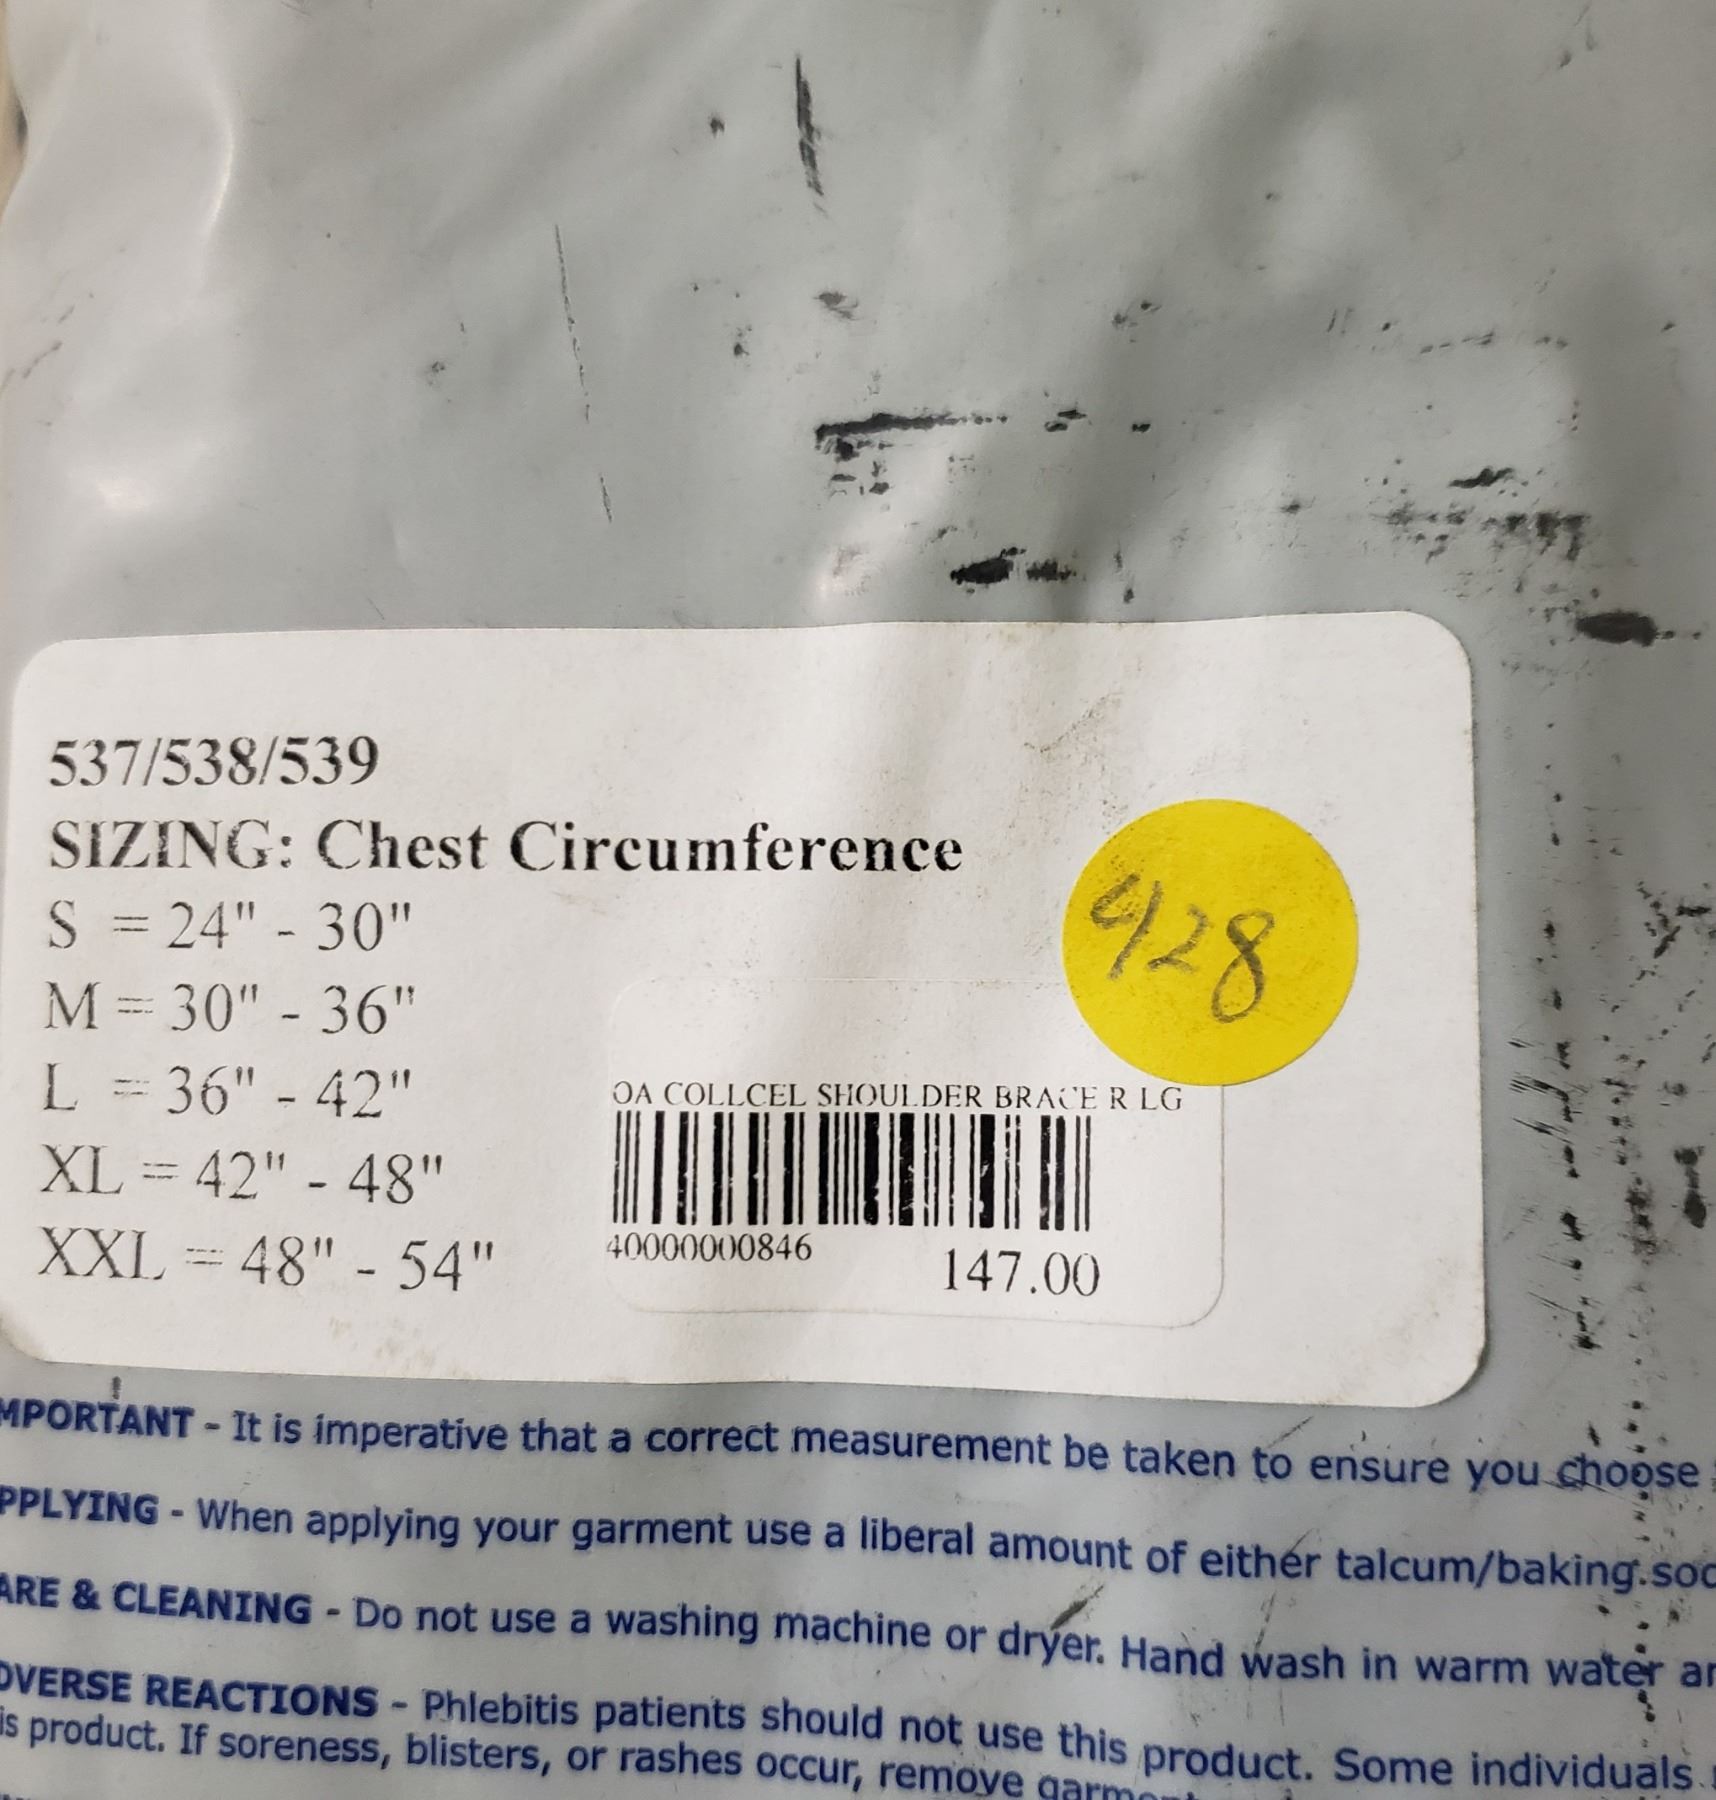 537/538/539
SIZING: Chest Circumference
S = 24" - 30"
M = 30" - 36"
L = 36" - 42"
XL = 42" - 48"
XXL = 48" - 54"
428
OA COLLCEL SHOULDER BRACE R LG
40000000846
147.00
MPORTANT - It is imperative that a correct measurement be taken to ensure you choose
PPLYING - When applying your garment use a liberal amount of either talcum/baking soc
ARE & CLEANING - Do not use a washing machine or dryer. Hand wash in warm water an
DVERSE REACTIONS - Phlebitis patients should not use this product. Some individuals
is product. If soreness, blisters, or rashes occur, remove garm